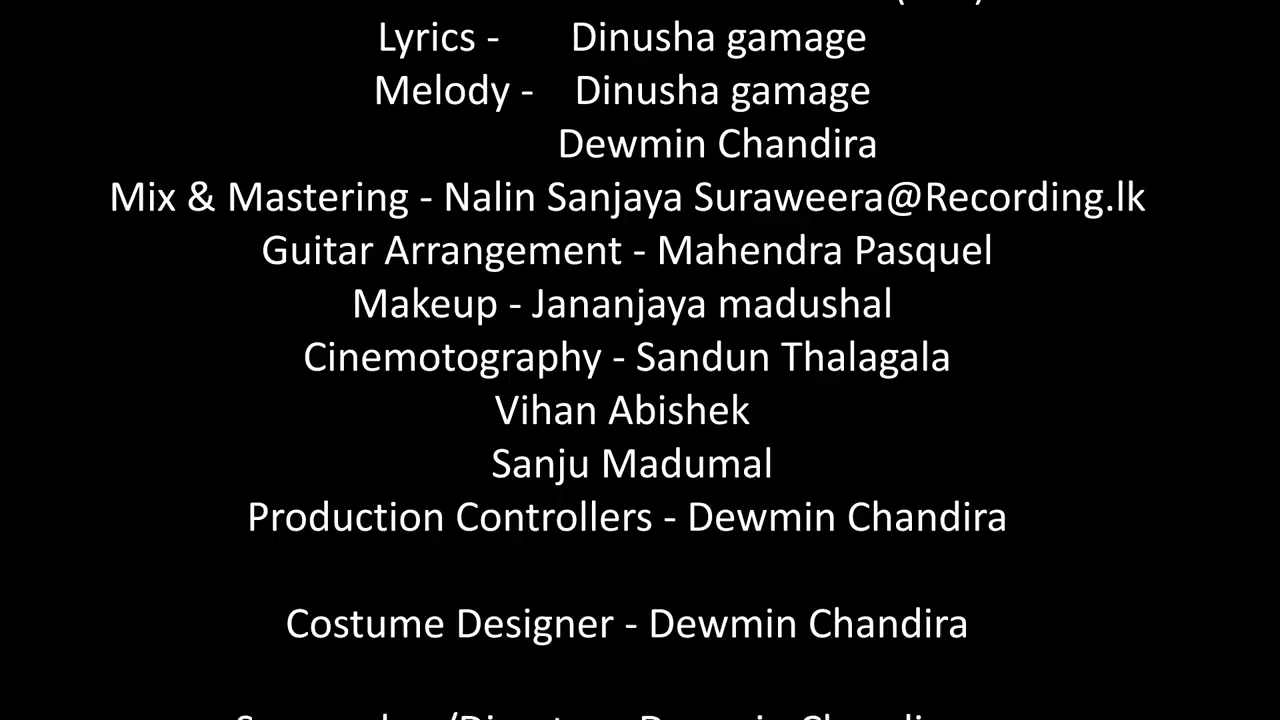 Lyrics - Dinusha gamage
Melody - Dinusha gamage
Dewmin Chandira
Mix & Mastering - Nalin Sanjaya Suraweera@Recording.lk
Guitar Arrangement - Mahendra Pasquel
Makeup - Jananjaya madushal
Cinemotography - Sandun Thalagala
Vihan Abishek
Sanju Madumal
Production Controllers - Dewmin Chandira
Costume Designer - Dewmin Chandira